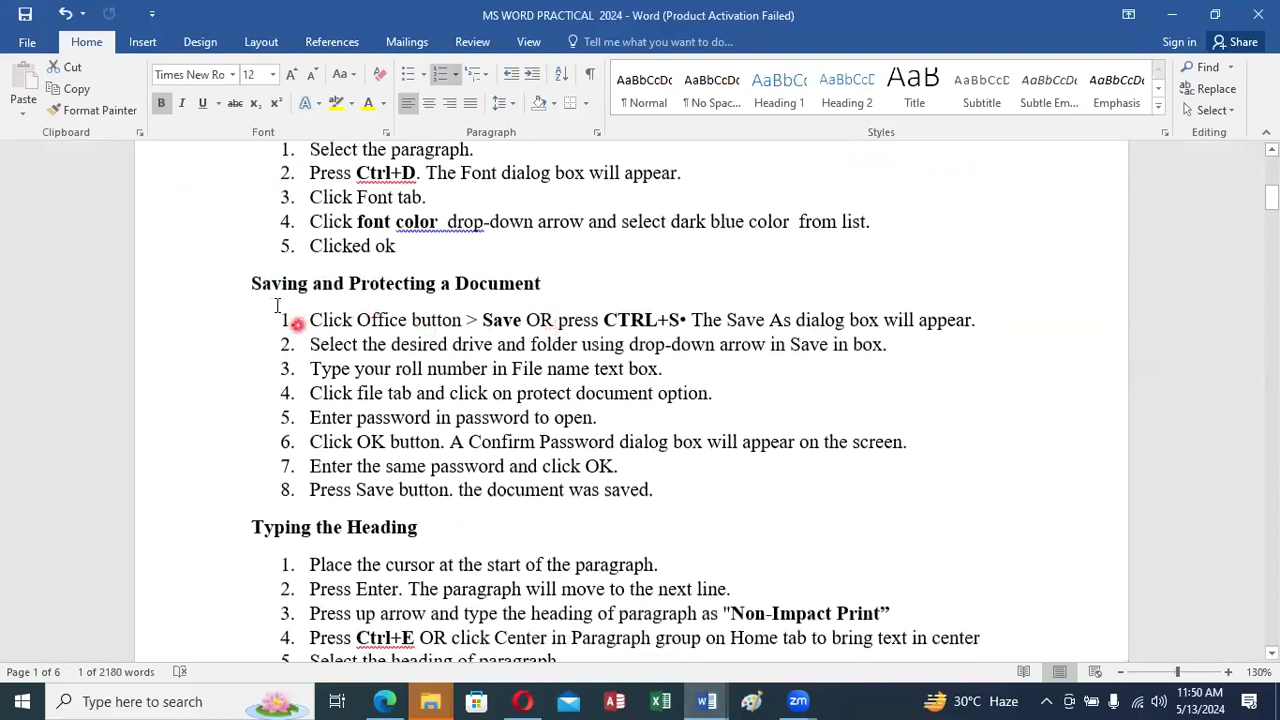 MS WORD PRACTICAL 2024 - Word (Product Activation Failed)
File Home Insert Design Layout References Mailings Review View Tell me what you want to do... Sign in Share
Cut
Copy
Format Painter
Paste
Times New Ro 12
Clipboard Font Paragraph Styles Editing
AaBbCcDc AaBbCcDc AaBbCc AaBbCcD AaB AaBbCcD AaBbCcDc AaBbCcDc
¶ Normal ¶ No Spac... Heading 1 Heading 2 Title Subtitle Subtle Em... Emphasis
Find
Replace
Select
1. Select the paragraph.
2. Press Ctrl+D. The Font dialog box will appear.
3. Click Font tab.
4. Click font color drop-down arrow and select dark blue color from list.
5. Clicked ok
Saving and Protecting a Document
1. Click Office button > Save OR press CTRL+S• The Save As dialog box will appear.
2. Select the desired drive and folder using drop-down arrow in Save in box.
3. Type your roll number in File name text box.
4. Click file tab and click on protect document option.
5. Enter password in password to open.
6. Click OK button. A Confirm Password dialog box will appear on the screen.
7. Enter the same password and click OK.
8. Press Save button. the document was saved.
Typing the Heading
1. Place the cursor at the start of the paragraph.
2. Press Enter. The paragraph will move to the next line.
3. Press up arrow and type the heading of paragraph as "Non-Impact Print”
4. Press Ctrl+E OR click Center in Paragraph group on Home tab to bring text in center
5. Select the heading of paragraph
Page 1 of 6 1 of 2180 words 130%
Type here to search
30°C Haze
11:50 AM
5/13/2024